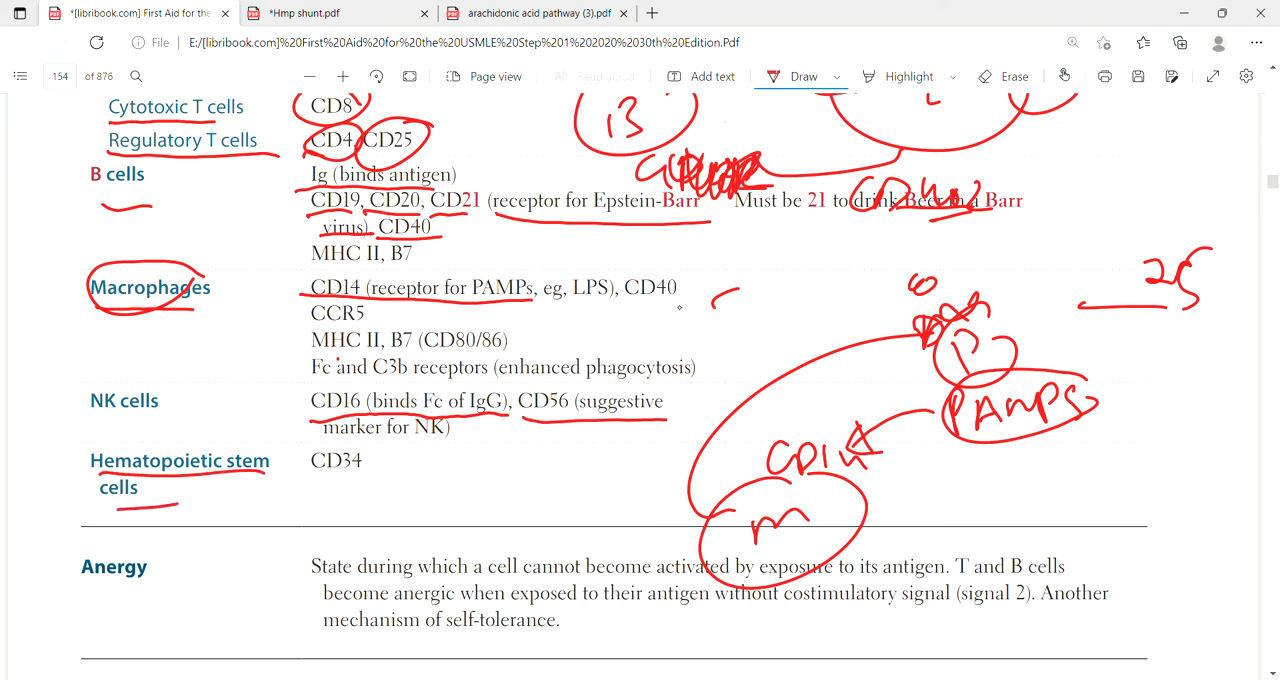 *[libribook.com] First Aid for the
*Hmp shunt.pdf
arachidonic acid pathway (3).pdf
File E:/[libribook.com]%20First%20Aid%20for%20the%20USMLE%20Step%201%202020%2030th%20Edition.Pdf
154 of 876 Page view Read aloud Add text Draw Highlight Erase
Cytotoxic T cells CD8
Regulatory T cells CD4, CD25
B cells Ig (binds antigen)
CD19, CD20, CD21 (receptor for Epstein-Barr Must be 21 to drink Beer in a Barr
virus), CD40
MHC II, B7
Macrophages CD14 (receptor for PAMPs, eg, LPS), CD40
CCR5
MHC II, B7 (CD80/86)
Fc and C3b receptors (enhanced phagocytosis)
NK cells CD16 (binds Fc of IgG), CD56 (suggestive
marker for NK)
Hematopoietic stem CD34
cells
Anergy State during which a cell cannot become activated by exposure to its antigen. T and B cells
become anergic when exposed to their antigen without costimulatory signal (signal 2). Another
mechanism of self-tolerance.
B
PAMPS
m